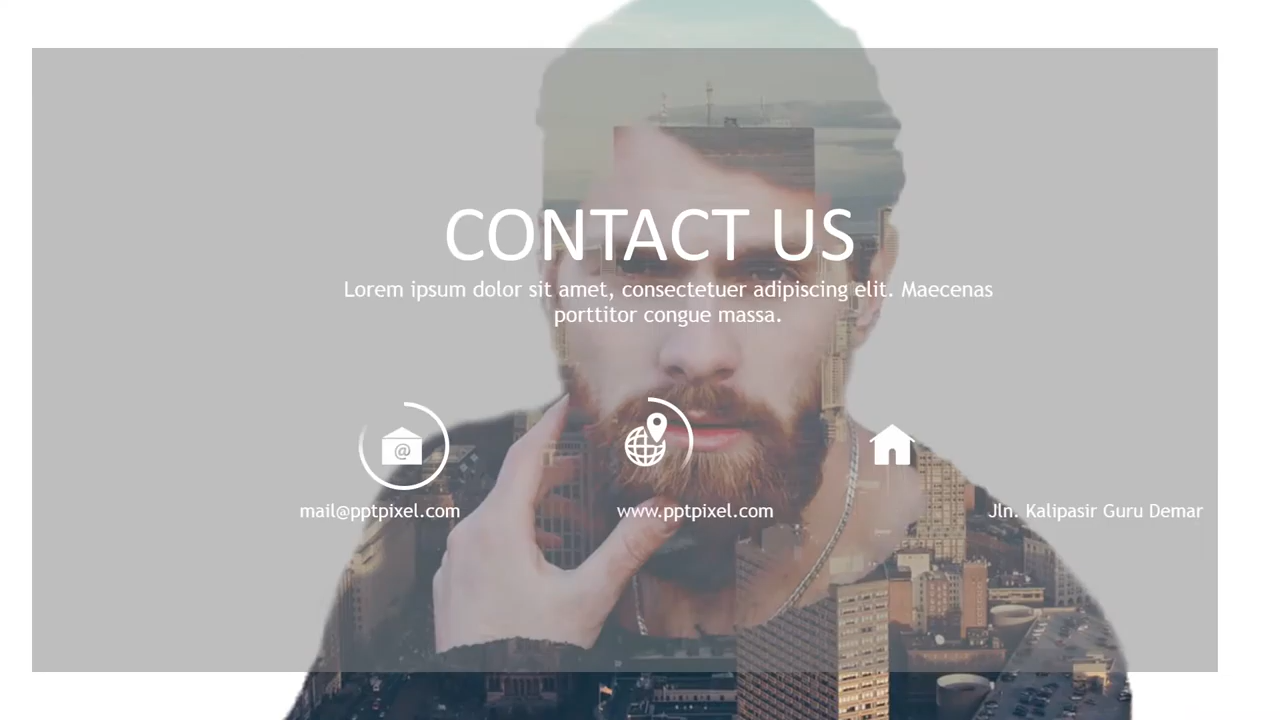 CONTACT US
Lorem ipsum dolor sit amet, consectetuer adipiscing elit. Maecenas
porttitor congue massa.
@
mail@pptpixel.com
www.pptpixel.com
Jln. Kalipasir Guru Demar